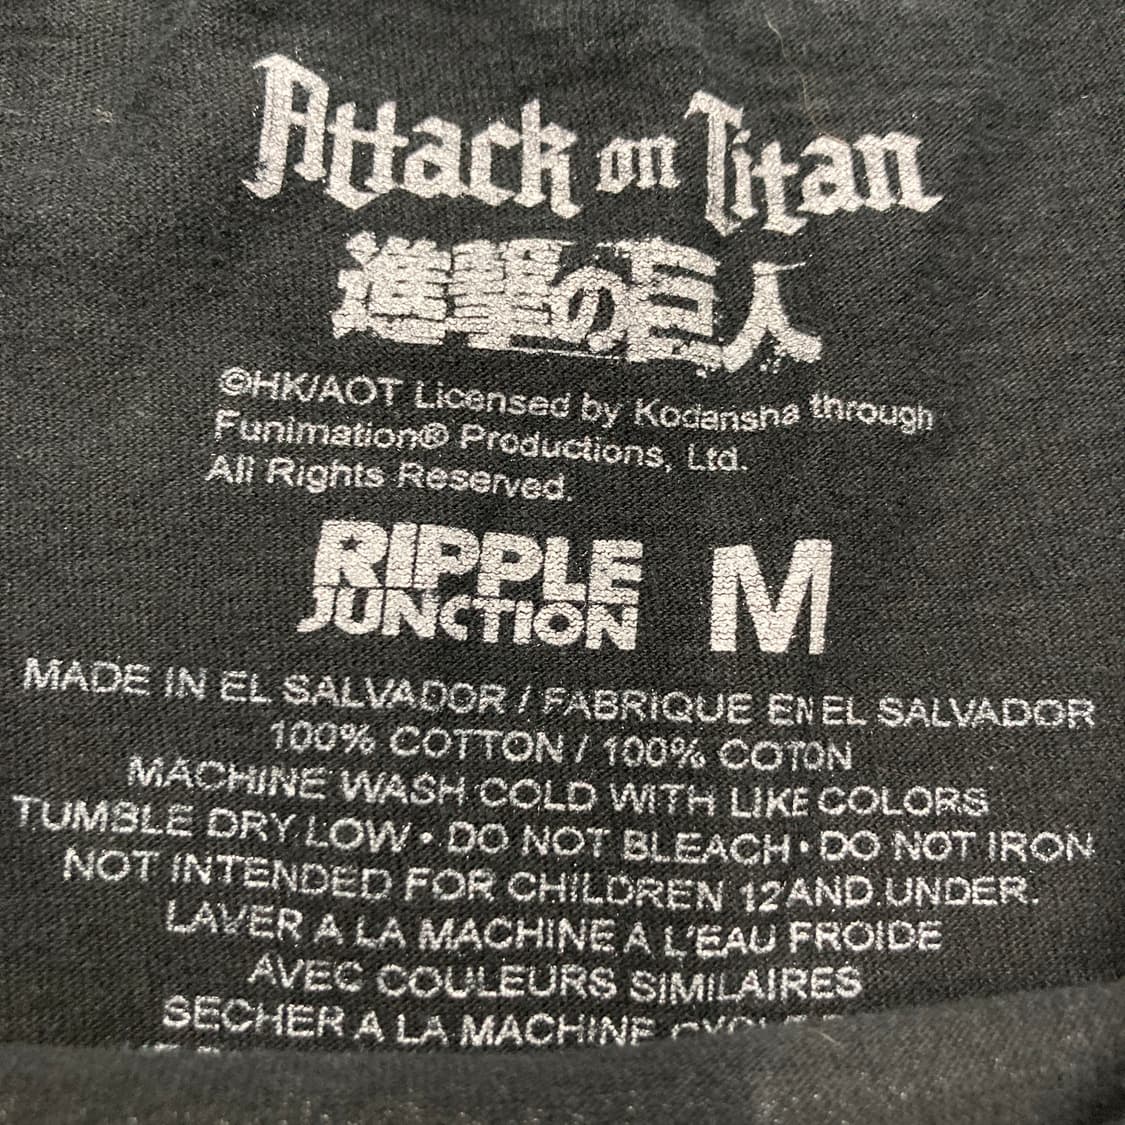 Attack on Titan
進撃の巨人
©HK/AOT Licensed by Kodansha through
Funimation® Productions, Ltd.
All Rights Reserved.
RIPPLE
JUNCTION
M
MADE IN EL SALVADOR / FABRIQUE EN EL SALVADOR
100% COTTON / 100% COTON
MACHINE WASH COLD WITH LIKE COLORS
TUMBLE DRY LOW • DO NOT BLEACH • DO NOT IRON
NOT INTENDED FOR CHILDREN 12 AND UNDER.
LAVER A LA MACHINE A L'EAU FROIDE
AVEC COULEURS SIMILAIRES
SECHER A LA MACHINE